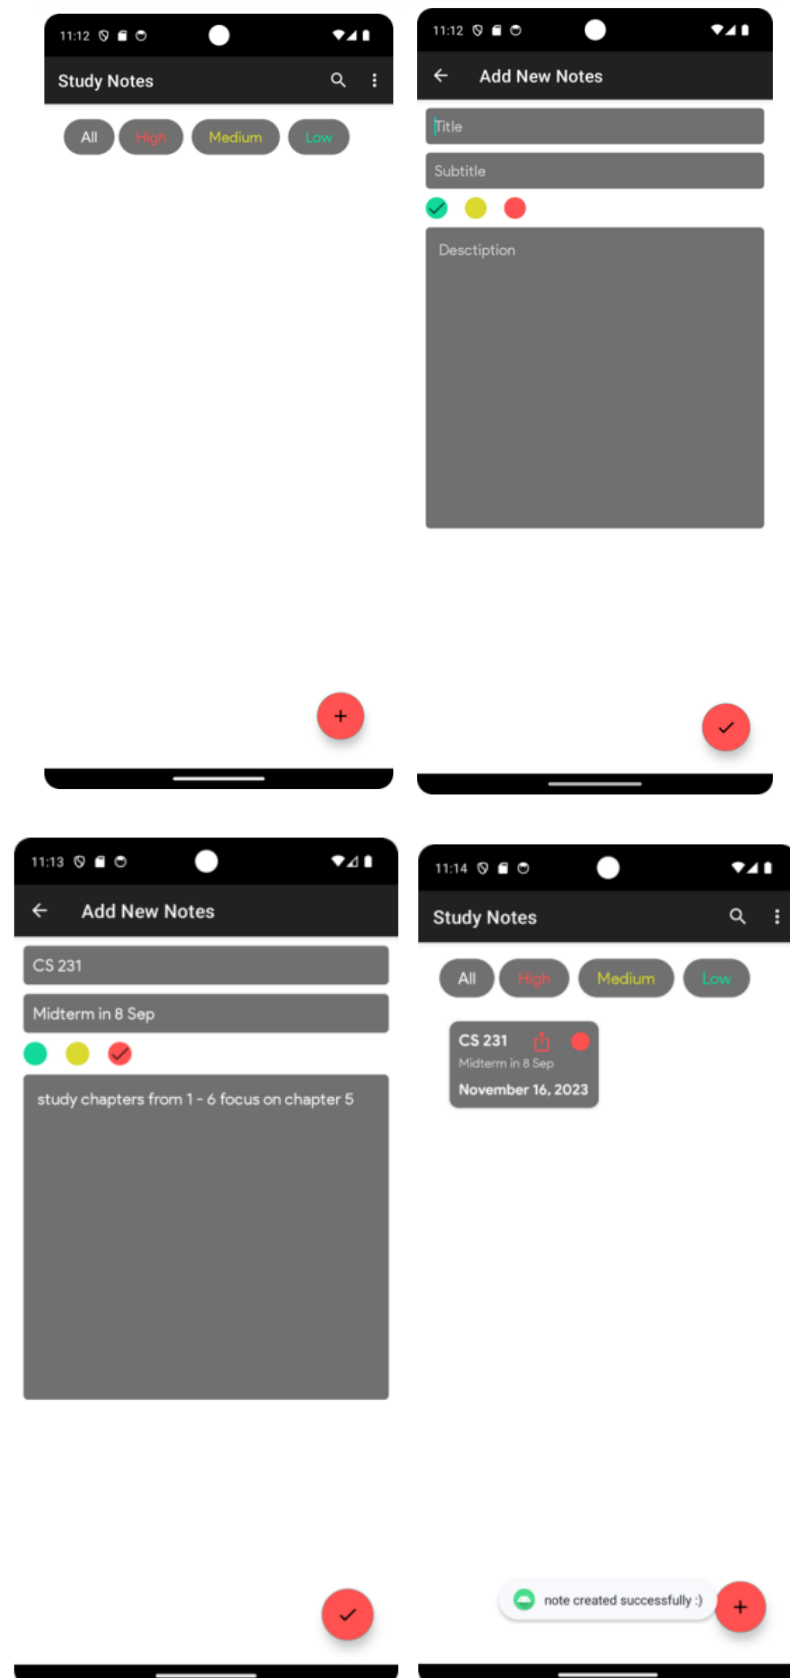 11:12
Study Notes
All High Medium Low
11:12
Add New Notes
Title
Subtitle
Desctiption
11:13
Add New Notes
CS 231
Midterm in 8 Sep
study chapters from 1 - 6 focus on chapter 5
11:14
Study Notes
All High Medium Low
CS 231
Midterm in 8 Sep
November 16, 2023
note created successfully :)